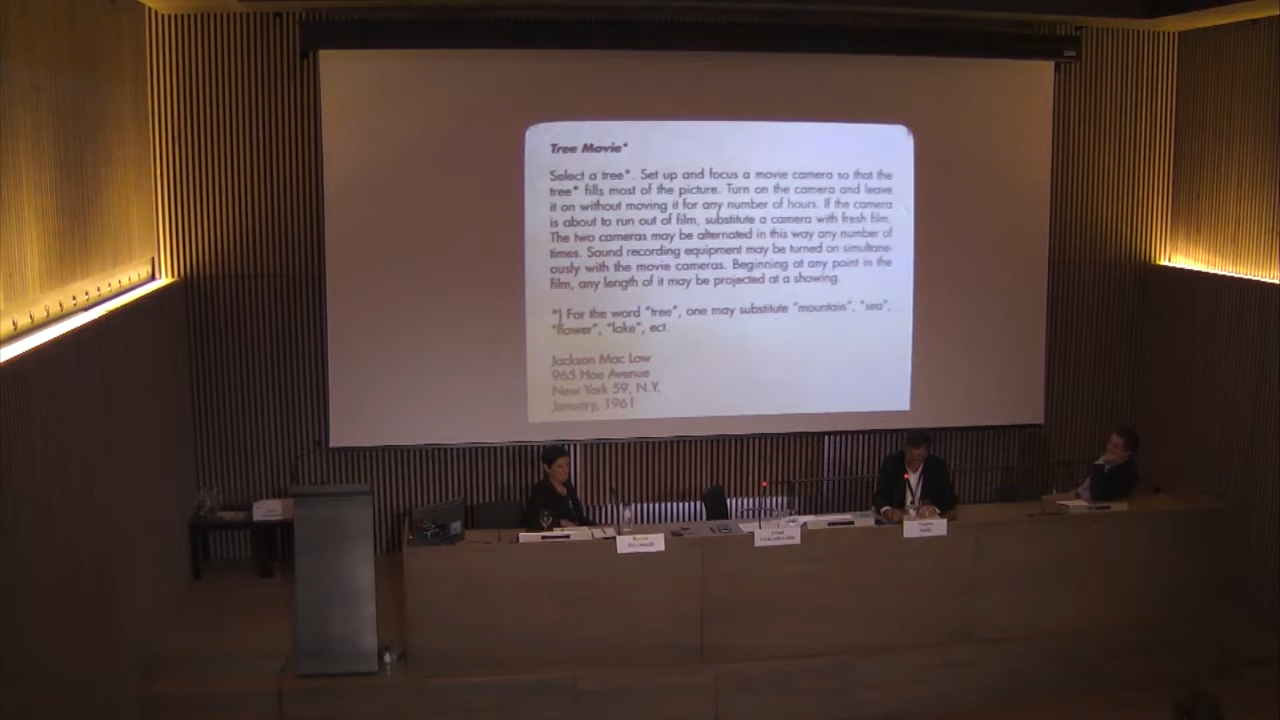 Tree Movie*
Select a tree*. Set up and focus a movie camera so that the
tree* fills most of the picture. Turn on the camera and leave
it on without moving it for any number of hours. If the camera
is about to run out of film, substitute a camera with fresh film.
The two cameras may be alternated in this way any number of
times. Sound recording equipment may be turned on simultane-
ously with the movie cameras. Beginning at any point in the
film, any length of it may be projected at a showing.
*) For the word "tree", one may substitute "mountain", "sea",
"flower", "lake", ect.
Jackson Mac Low
965 Hoe Avenue
New York 59, N.Y.
January, 1961